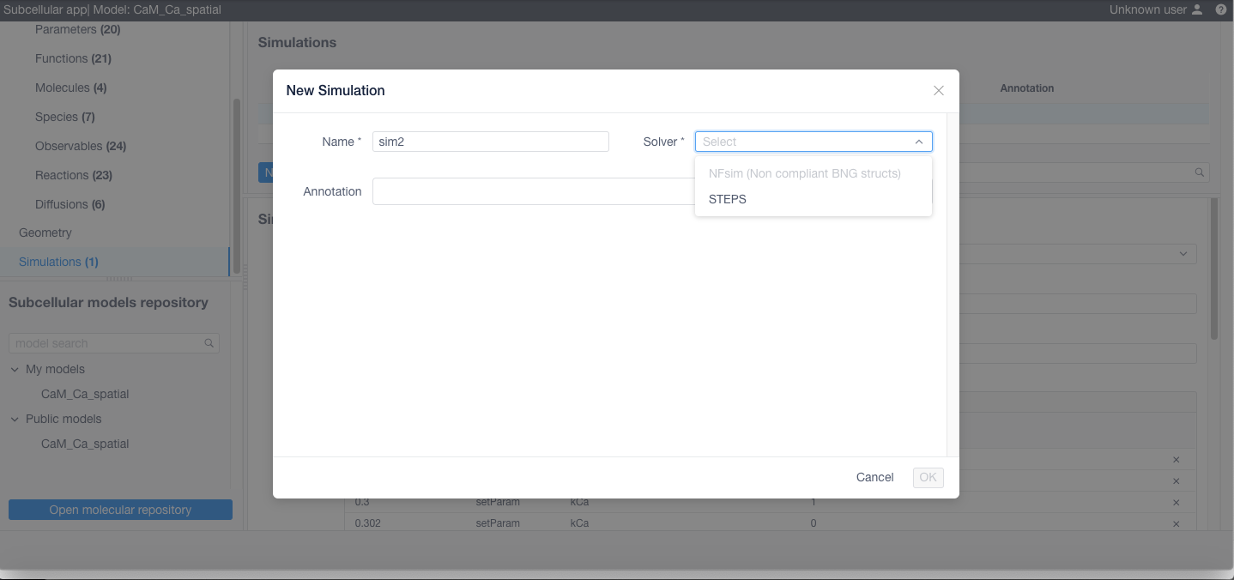 Subcellular app| Model: CaM_Ca_spatial
Unknown user
Parameters (20)
Functions (21)
Molecules (4)
Species (7)
Observables (24)
Reactions (23)
Diffusions (6)
Geometry
Simulations (1)
Subcellular models repository
model search
My models
CaM_Ca_spatial
Public models
CaM_Ca_spatial
Open molecular repository
Simulations
Annotation
New Simulation
Name *
sim2
Solver *
Select
NFsim (Non compliant BNG structs)
STEPS
Annotation
Cancel
OK
0.3 setParam kCa 1
0.302 setParam kCa 0